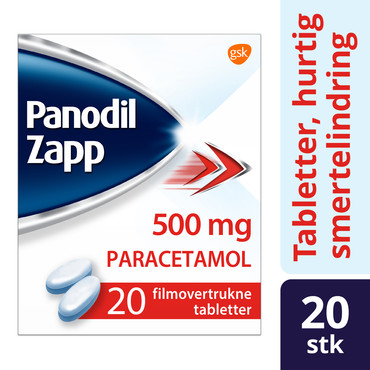 gsk
Panodil
Zapp
500 mg
PARACETAMOL
20 filmovertrukne
tabletter
Tabletter, hurtig
smertelindring
20
stk